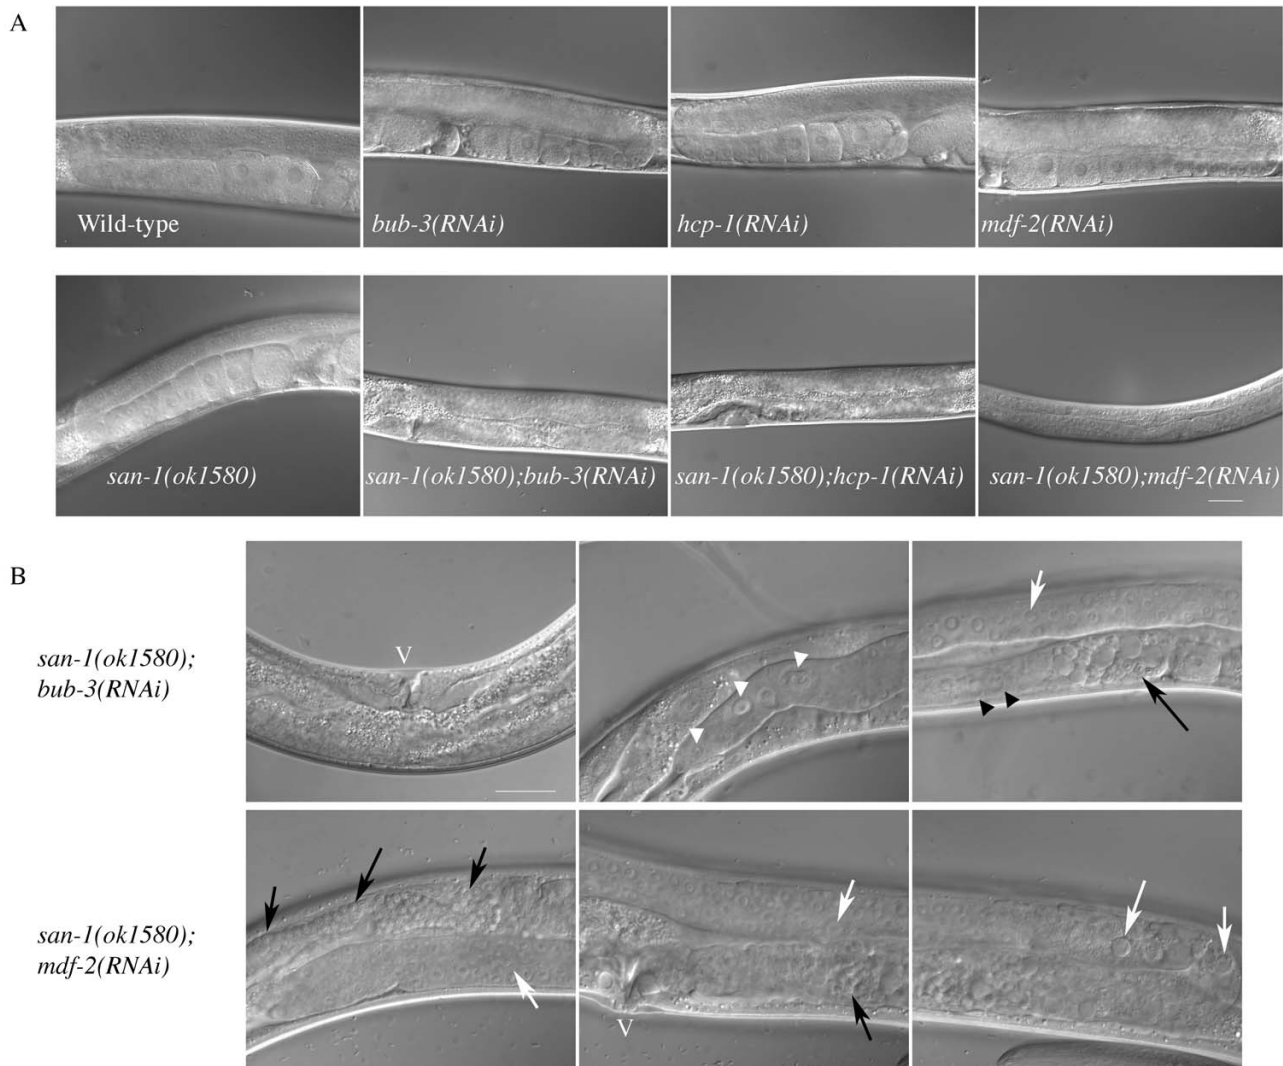 A
Wild-type
bub-3(RNAi)
hcp-1(RNAi)
mdf-2(RNAi)
san-1(ok1580)
san-1(ok1580);bub-3(RNAi)
san-1(ok1580);hcp-1(RNAi)
san-1(ok1580);mdf-2(RNAi)
B
san-1(ok1580);
bub-3(RNAi)
V
san-1(ok1580);
mdf-2(RNAi)
V